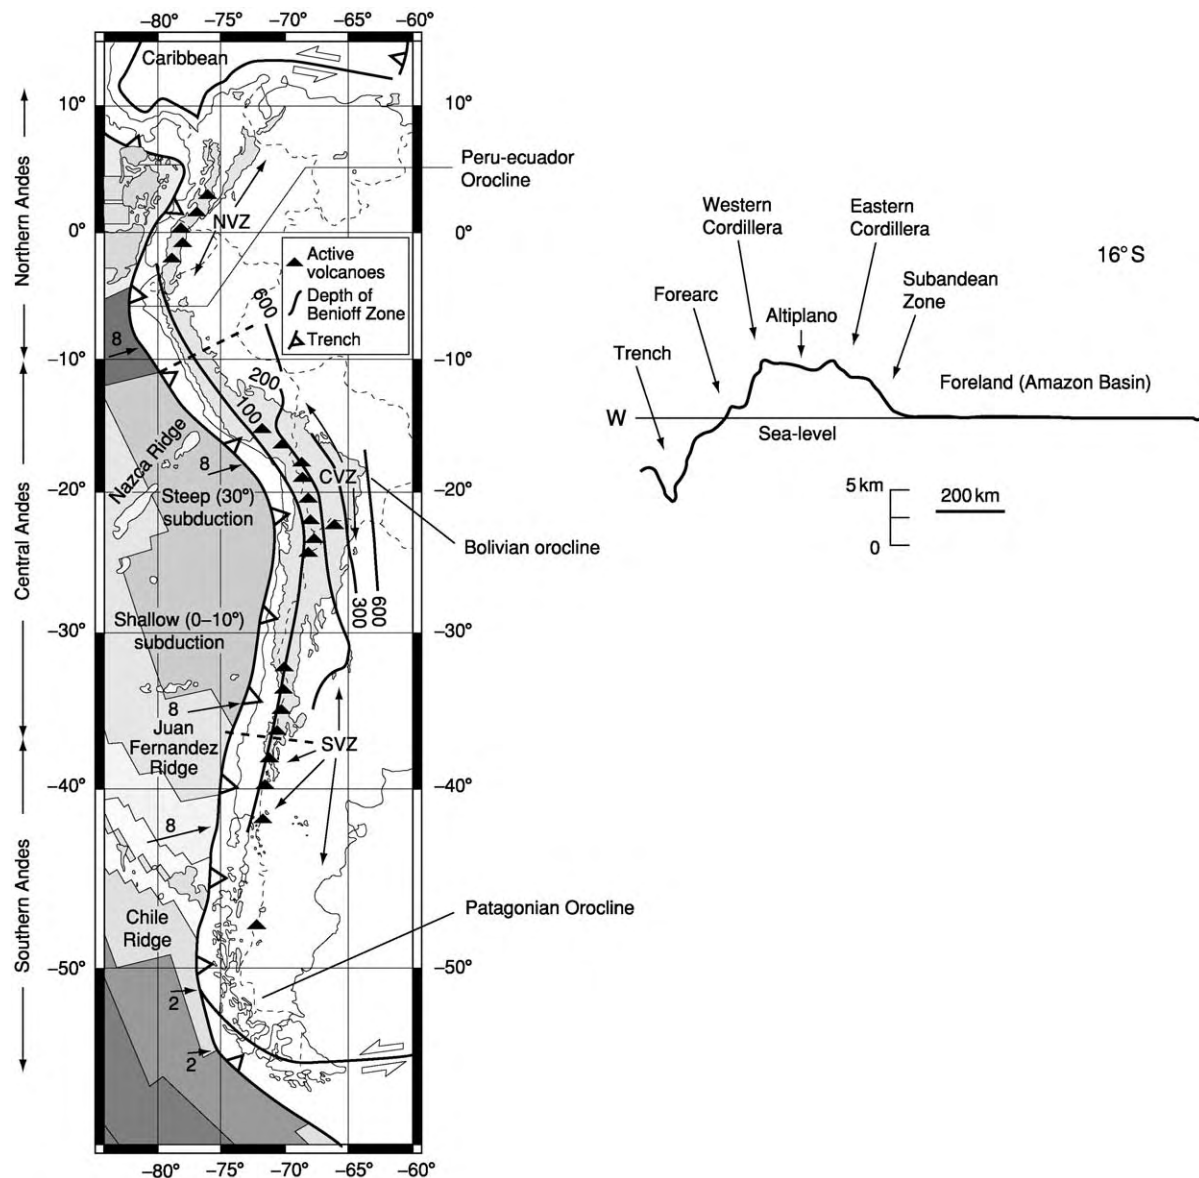 −80° −75° −70° −65° −60°
Caribbean
10° 10°
Peru-ecuador
Orocline
NVZ
0° 0°
Active
volcanoes
Depth of
Benioff Zone
Trench
600
8
−10° −10°
200
100
Nazca Ridge
8
CVZ
Steep (30°)
subduction
−20° −20°
Bolivian orocline
300
600
Shallow (0–10°)
subduction
−30° −30°
8
Juan
Fernandez
Ridge
SVZ
−40° −40°
8
Patagonian Orocline
Chile
Ridge
−50° −50°
2
2
−80° −75° −70° −65° −60°
Northern Andes
Central Andes
Southern Andes
Western
Cordillera
Eastern
Cordillera
16° S
Forearc
Altiplano
Subandean
Zone
Trench
Foreland (Amazon Basin)
W
Sea-level
5 km
0
200 km